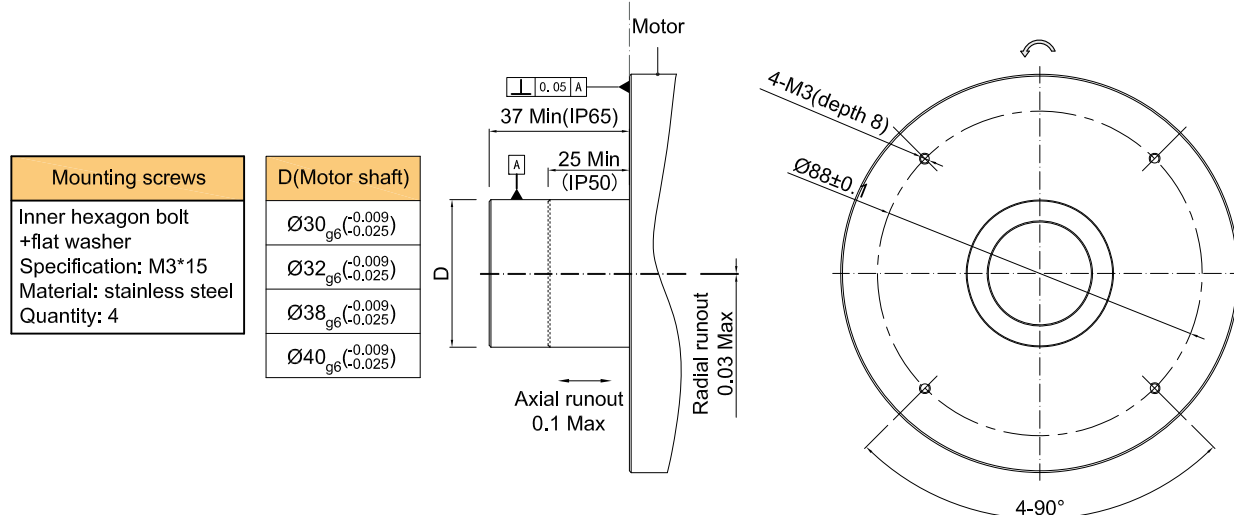 Mounting screws
Inner hexagon bolt
+flat washer
Specification: M3*15
Material: stainless steel
Quantity: 4
D(Motor shaft)
Ø30g6(-0.009 -0.025)
Ø32g6(-0.009 -0.025)
Ø38g6(-0.009 -0.025)
Ø40g6(-0.009 -0.025)
Motor
⊥ 0.05 A
37 Min(IP65)
A
25 Min
(IP50)
D
Axial runout
0.1 Max
Radial runout
0.03 Max
4-M3(depth 8)
Ø88±0.1
4-90°